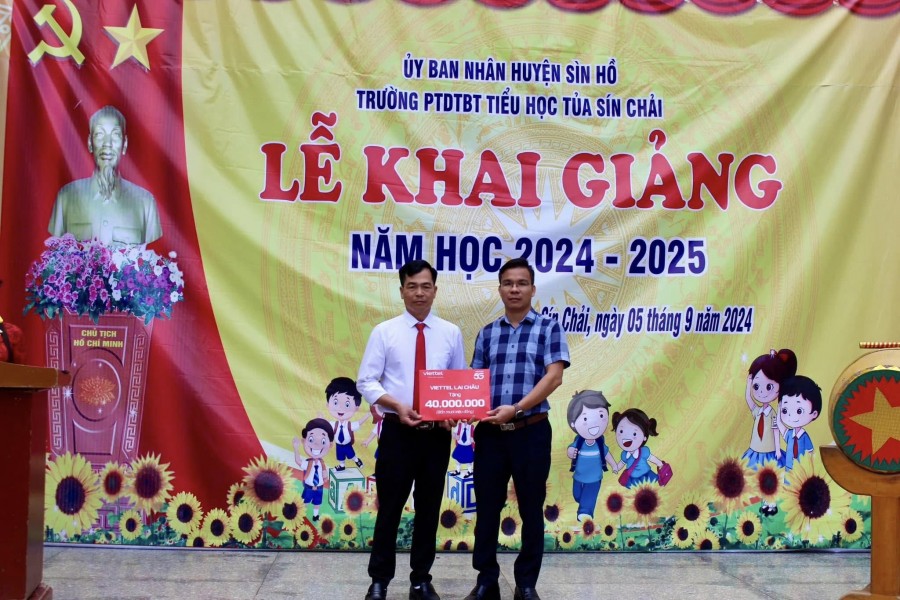 ỦY BAN NHÂN HUYỆN SÌN HỒ
TRƯỜNG PTDTBT TIỂU HỌC TỦA SÍN CHẢI
LỄ KHAI GIẢNG
NĂM HỌC 2024 - 2025
Sín Chải, ngày 05 tháng 9 năm 2024
CHỦ TỊCH
HỒ CHÍ MINH
VIETTEL LAI CHÂU
Tặng
40.000.000